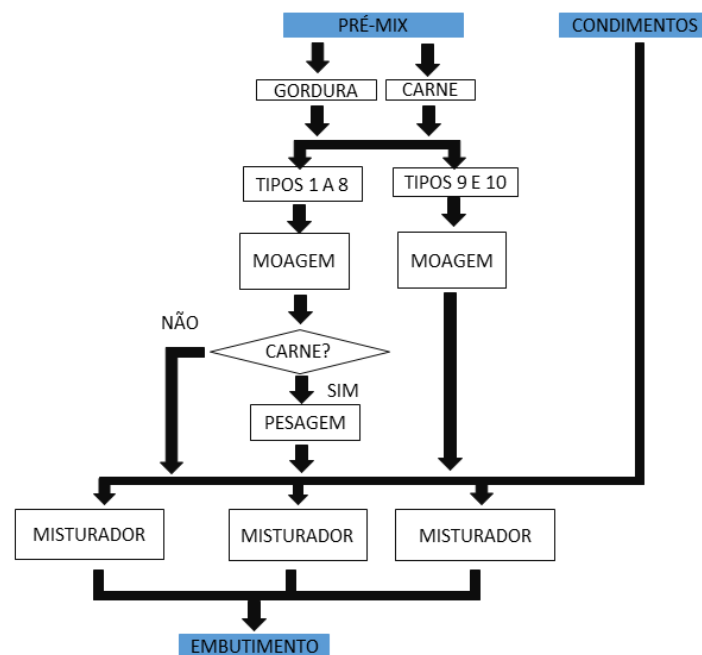 PRÉ-MIX
CONDIMENTOS
GORDURA
CARNE
TIPOS 1 A 8
TIPOS 9 E 10
MOAGEM
MOAGEM
NÃO
CARNE?
SIM
PESAGEM
MISTURADOR
MISTURADOR
MISTURADOR
EMBUTIMENTO